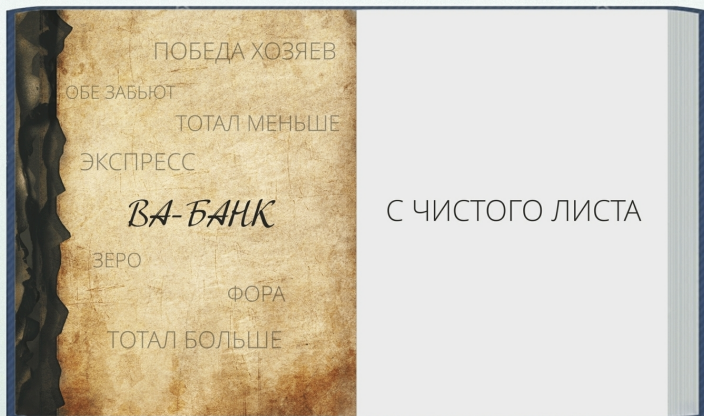 ПОБЕДА ХОЗЯЕВ
ОБЕ ЗАБЬЮТ
ТОТАЛ МЕНЬШЕ
ЭКСПРЕСС
ВА-БАНК
ЗЕРО
ФОРА
ТОТАЛ БОЛЬШЕ
С ЧИСТОГО ЛИСТА